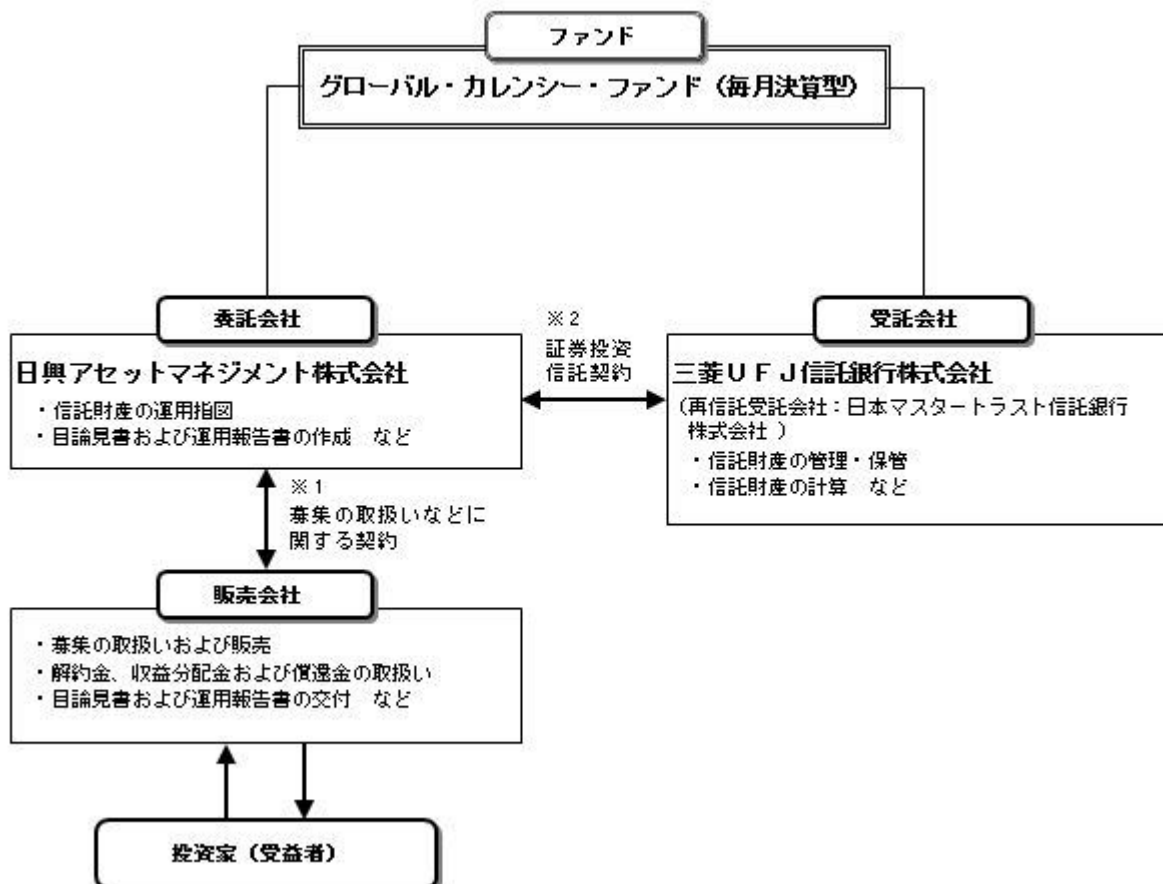 ファンド
グローバル・カレンシー・ファンド（毎月決算型）
委託会社
日興アセットマネジメント株式会社
・信託財産の運用指図
・目論見書および運用報告書の作成　など
※２
証券投資
信託契約
受託会社
三菱ＵＦＪ信託銀行株式会社
（再信託受託会社：日本マスタートラスト信託銀行
株式会社 ）
・信託財産の管理・保管
・信託財産の計算　など
※１
募集の取扱いなどに
関する契約
販売会社
・募集の取扱いおよび販売
・解約金、収益分配金および償還金の取扱い
・目論見書および運用報告書の交付　など
投資家（受益者）